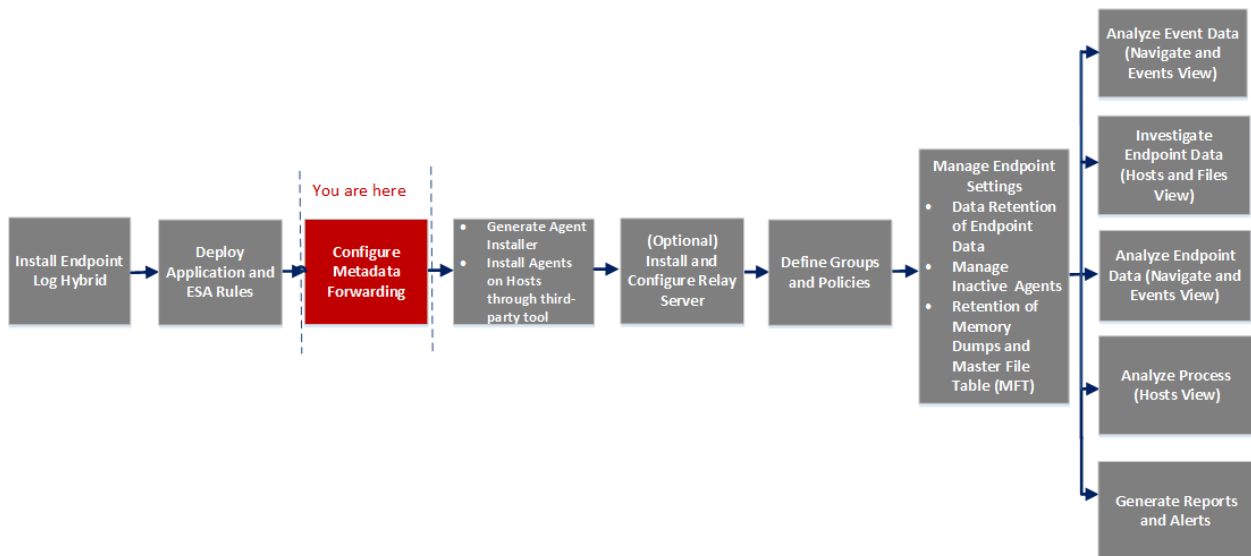 You are here
Install Endpoint
Log Hybrid
Deploy
Application and
ESA Rules
Configure
Metadata
Forwarding
• Generate Agent
Installer
• Install Agents
on Hosts
through third-
party tool
(Optional)
Install and
Configure Relay
Server
Define Groups
and Policies
Manage Endpoint
Settings
• Data Retention
of Endpoint
Data
• Manage
Inactive Agents
• Retention of
Memory
Dumps and
Master File
Table (MFT)
Analyze Event Data
(Navigate and
Events View)
Investigate
Endpoint Data
(Hosts and Files
View)
Analyze Endpoint
Data (Navigate and
Events View)
Analyze Process
(Hosts View)
Generate Reports
and Alerts